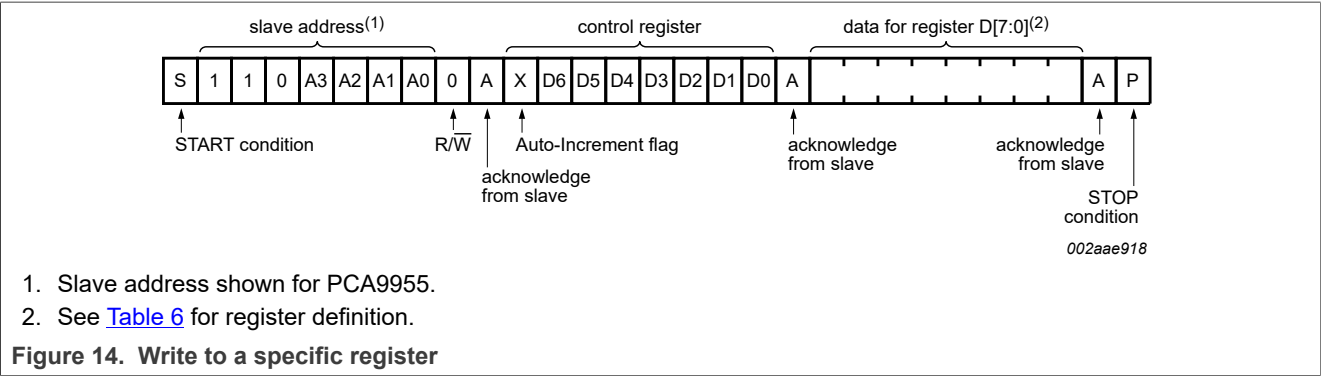 slave address(1) control register data for register D[7:0](2)
S 1 1 0 A3 A2 A1 A0 0 A X D6 D5 D4 D3 D2 D1 D0 A A P
START condition R/W̅ Auto-Increment flag acknowledge from slave acknowledge from slave
acknowledge from slave
STOP condition
002aae918
1. Slave address shown for PCA9955.
2. See Table 6 for register definition.
Figure 14. Write to a specific register